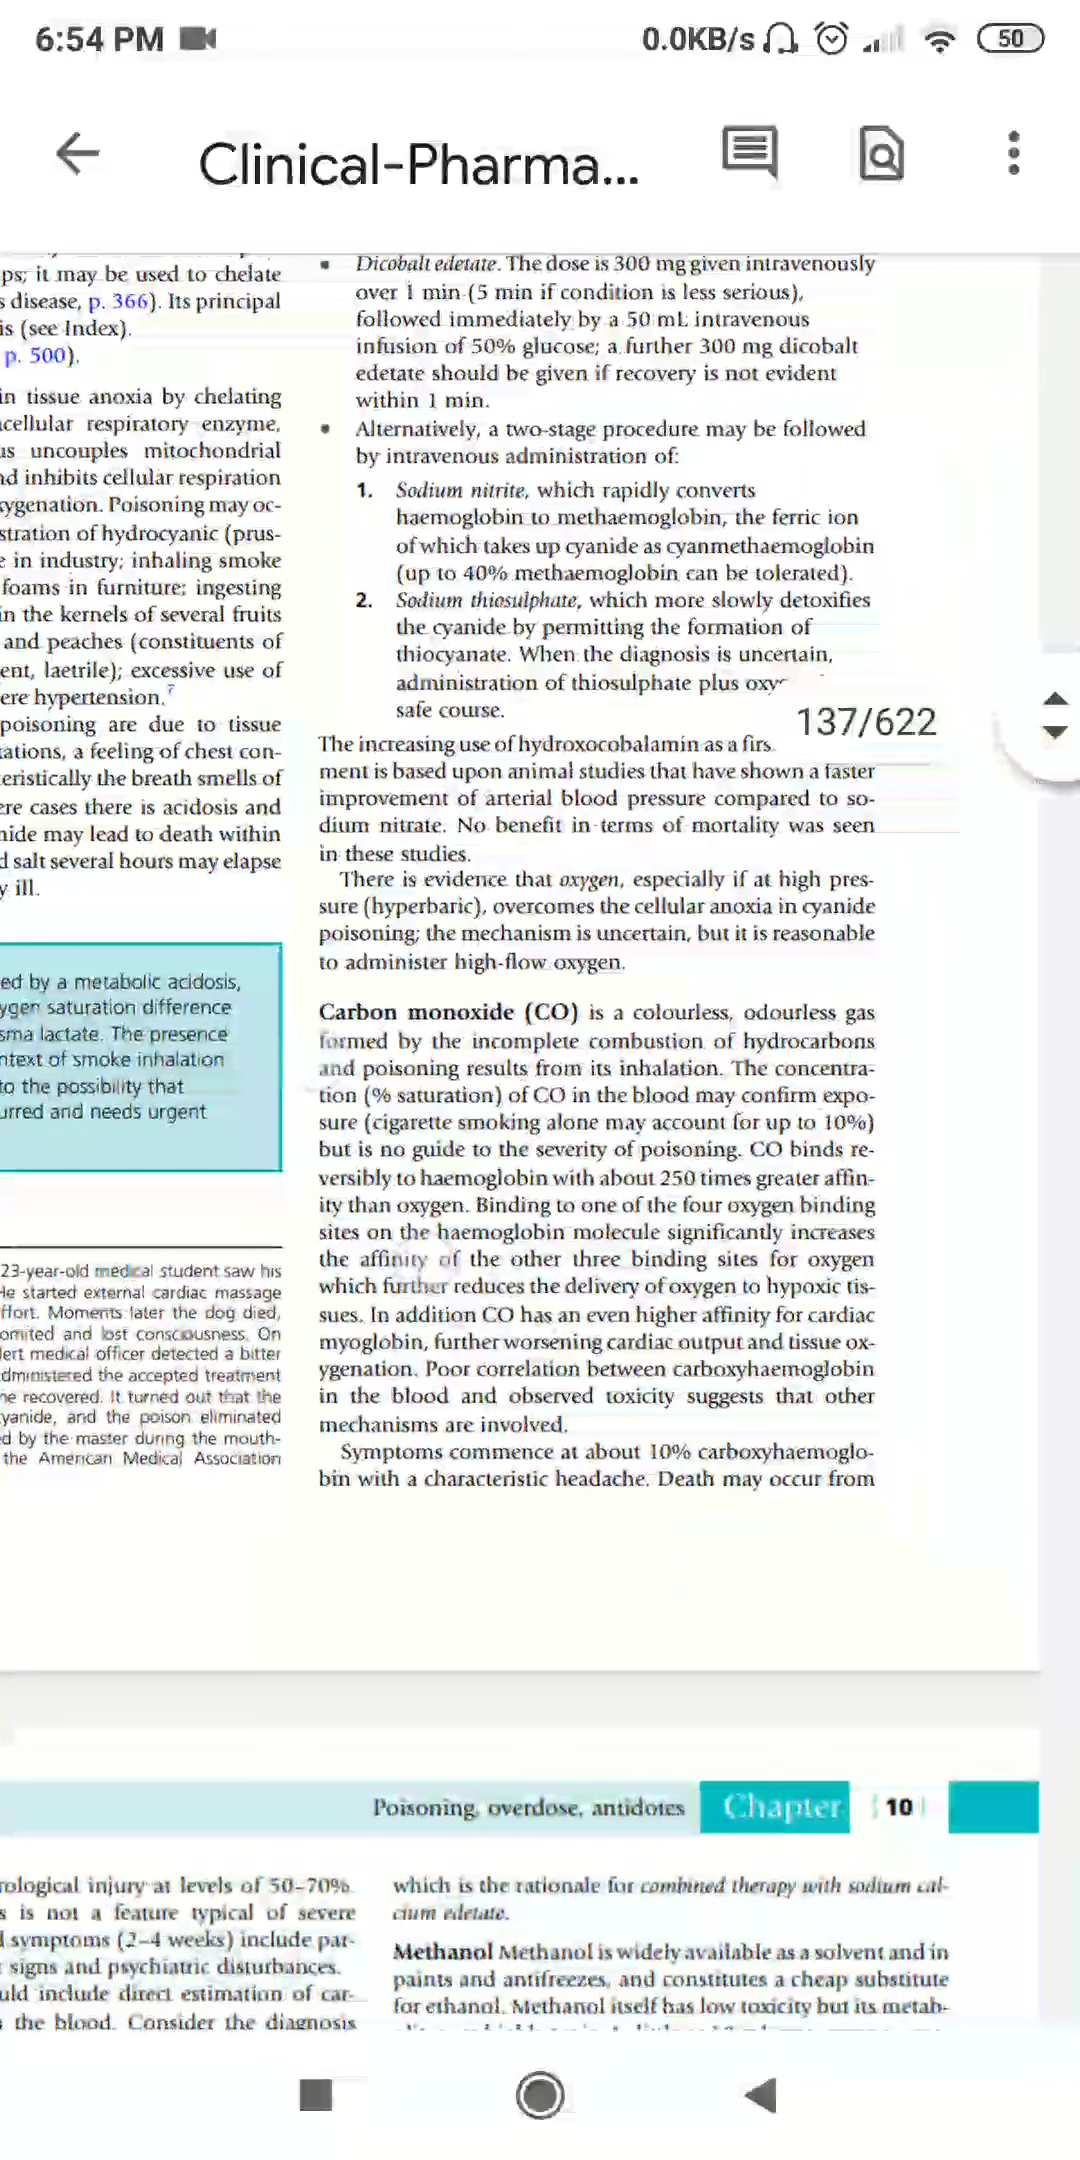 6:54 PM
0.0KB/s
50
Clinical-Pharma...
ps; it may be used to chelate
s disease, p. 366). Its principal
is (see Index).
p. 500).
in tissue anoxia by chelating
cellular respiratory enzyme,
us uncouples mitochondrial
nd inhibits cellular respiration
xygenation. Poisoning may oc-
stration of hydrocyanic (prus-
e in industry; inhaling smoke
foams in furniture; ingesting
in the kernels of several fruits
and peaches (constituents of
ent, laetrile); excessive use of
ere hypertension.7
poisoning are due to tissue
tations, a feeling of chest con-
teristically the breath smells of
ere cases there is acidosis and
nide may lead to death within
d salt several hours may elapse
y ill.
ed by a metabolic acidosis,
ygen saturation difference
sma lactate. The presence
ntext of smoke inhalation
to the possibility that
urred and needs urgent
23-year-old medical student saw his
He started external cardiac massage
ffort. Moments later the dog died,
omited and lost consciousness. On
lert medical officer detected a bitter
dministered the accepted treatment
he recovered. It turned out that the
yanide, and the poison eliminated
d by the master during the mouth-
the American Medical Association
• Dicobalt edetate. The dose is 300 mg given intravenously
over 1 min (5 min if condition is less serious),
followed immediately by a 50 mL intravenous
infusion of 50% glucose; a further 300 mg dicobalt
edetate should be given if recovery is not evident
within 1 min.
• Alternatively, a two-stage procedure may be followed
by intravenous administration of:
1. Sodium nitrite, which rapidly converts
haemoglobin to methaemoglobin, the ferric ion
of which takes up cyanide as cyanmethaemoglobin
(up to 40% methaemoglobin can be tolerated).
2. Sodium thiosulphate, which more slowly detoxifies
the cyanide by permitting the formation of
thiocyanate. When the diagnosis is uncertain,
administration of thiosulphate plus oxy
safe course.
137/622
The increasing use of hydroxocobalamin as a firs
ment is based upon animal studies that have shown a faster
improvement of arterial blood pressure compared to so-
dium nitrate. No benefit in terms of mortality was seen
in these studies.
There is evidence that oxygen, especially if at high pres-
sure (hyperbaric), overcomes the cellular anoxia in cyanide
poisoning; the mechanism is uncertain, but it is reasonable
to administer high-flow oxygen.
Carbon monoxide (CO) is a colourless, odourless gas
formed by the incomplete combustion of hydrocarbons
and poisoning results from its inhalation. The concentra-
tion (% saturation) of CO in the blood may confirm expo-
sure (cigarette smoking alone may account for up to 10%)
but is no guide to the severity of poisoning. CO binds re-
versibly to haemoglobin with about 250 times greater affin-
ity than oxygen. Binding to one of the four oxygen binding
sites on the haemoglobin molecule significantly increases
the affinity of the other three binding sites for oxygen
which further reduces the delivery of oxygen to hypoxic tis-
sues. In addition CO has an even higher affinity for cardiac
myoglobin, further worsening cardiac output and tissue ox-
ygenation. Poor correlation between carboxyhaemoglobin
in the blood and observed toxicity suggests that other
mechanisms are involved.
Symptoms commence at about 10% carboxyhaemoglo-
bin with a characteristic headache. Death may occur from
Poisoning, overdose, antidotes Chapter | 10 |
rological injury at levels of 50–70%.
s is not a feature typical of severe
d symptoms (2–4 weeks) include par-
signs and psychiatric disturbances.
uld include direct estimation of car-
the blood. Consider the diagnosis
which is the rationale for combined therapy with sodium cal-
cium edetate.
Methanol Methanol is widely available as a solvent and in
paints and antifreezes, and constitutes a cheap substitute
for ethanol. Methanol itself has low toxicity but its metab-